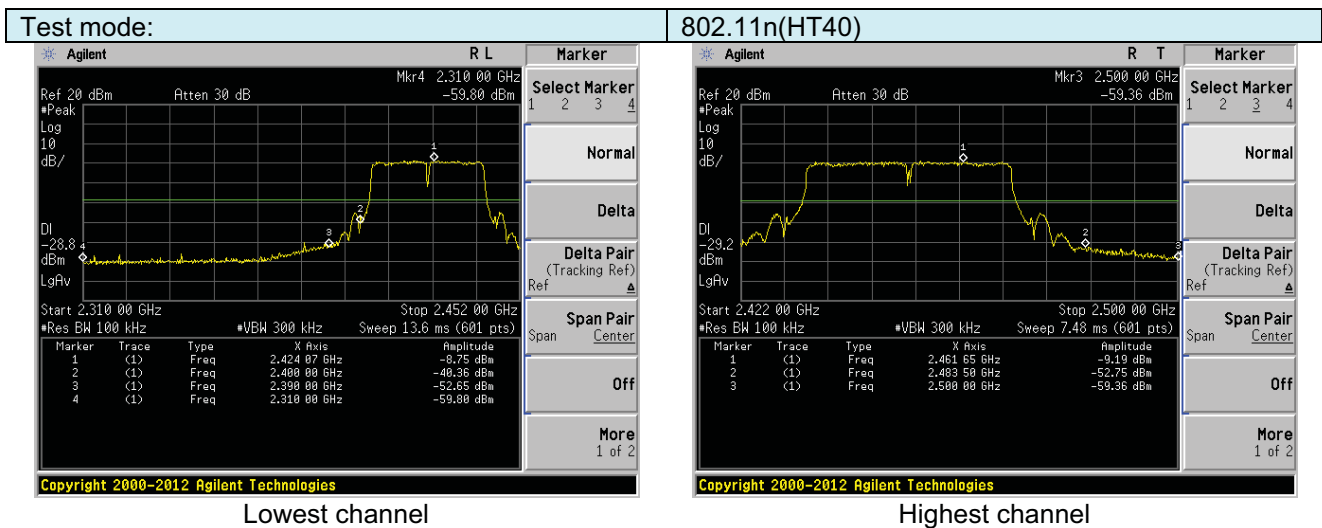 Test mode: 802.11n(HT40)
Agilent R L Marker
Mkr4 2.310 00 GHz
Ref 20 dBm Atten 30 dB -59.80 dBm
#Peak
Log
10
dB/
DI
-28.8
dBm
LgAv
1
2
3
4
Start 2.310 00 GHz Stop 2.452 00 GHz
#Res BW 100 kHz #VBW 300 kHz Sweep 13.6 ms (601 pts)
Marker Trace Type X Axis Amplitude
1 (1) Freq 2.424 07 GHz -8.75 dBm
2 (1) Freq 2.400 00 GHz -40.36 dBm
3 (1) Freq 2.390 00 GHz -52.65 dBm
4 (1) Freq 2.310 00 GHz -59.80 dBm
Select Marker
1 2 3 4
Normal
Delta
Delta Pair
(Tracking Ref)
Ref Δ
Span Pair
Span Center
Off
More
1 of 2
Copyright 2000-2012 Agilent Technologies
Lowest channel
Agilent R T Marker
Mkr3 2.500 00 GHz
Ref 20 dBm Atten 30 dB -59.36 dBm
#Peak
Log
10
dB/
DI
-29.2
dBm
LgAv
1
2
3
Start 2.422 00 GHz Stop 2.500 00 GHz
#Res BW 100 kHz #VBW 300 kHz Sweep 7.48 ms (601 pts)
Marker Trace Type X Axis Amplitude
1 (1) Freq 2.461 65 GHz -9.19 dBm
2 (1) Freq 2.483 50 GHz -52.75 dBm
3 (1) Freq 2.500 00 GHz -59.36 dBm
Select Marker
1 2 3 4
Normal
Delta
Delta Pair
(Tracking Ref)
Ref Δ
Span Pair
Span Center
Off
More
1 of 2
Copyright 2000-2012 Agilent Technologies
Highest channel